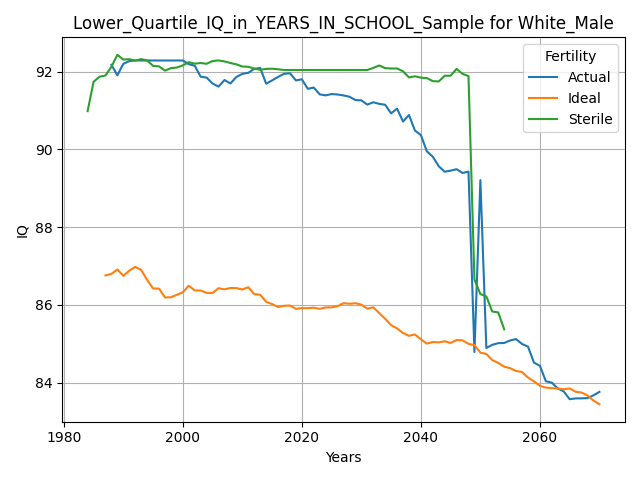 Lower_Quartile_IQ_in_YEARS_IN_SCHOOL_Sample for White_Male
Fertility
Actual
Ideal
Sterile
IQ
92
90
88
86
84
1980
2000
2020
2040
2060
Years